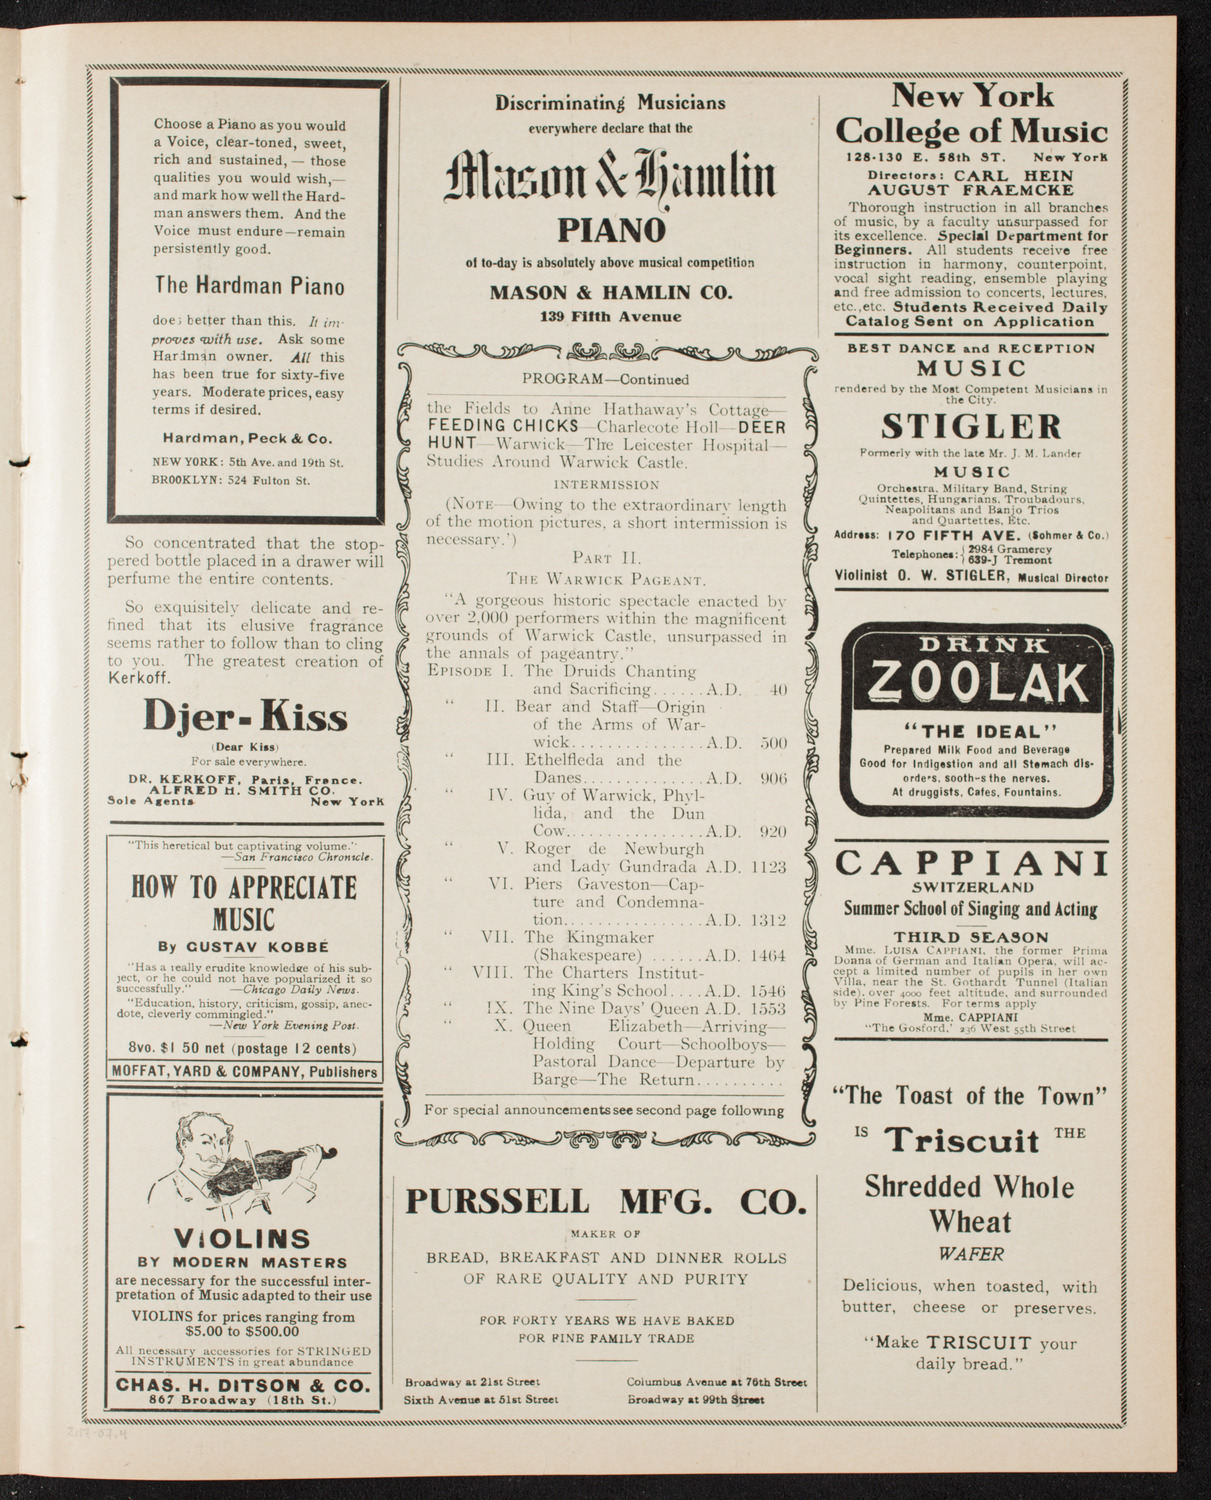 Choose a Piano as you would
a Voice, clear-toned, sweet,
rich and sustained, — those
qualities you would wish,—
and mark how well the Hard-
man answers them. And the
Voice must endure—remain
persistently good.
The Hardman Piano
does better than this. It im-
proves with use. Ask some
Hardman owner. All this
has been true for sixty-five
years. Moderate prices, easy
terms if desired.
Hardman, Peck & Co.
NEW YORK: 5th Ave. and 19th St.
BROOKLYN: 524 Fulton St.
So concentrated that the stop-
pered bottle placed in a drawer will
perfume the entire contents.
So exquisitely delicate and re-
fined that its elusive fragrance
seems rather to follow than to cling
to you. The greatest creation of
Kerkoff.
Djer-Kiss
(Dear Kiss)
For sale everywhere.
DR. KERKOFF, Paris, France.
ALFRED H. SMITH CO.
Sole Agents New York
"This heretical but captivating volume."
—San Francisco Chronicle.
HOW TO APPRECIATE
MUSIC
By GUSTAV KOBBÉ
"Has a really erudite knowledge of his sub-
ject, or he could not have popularized it so
successfully." —Chicago Daily News.
"Education, history, criticism, gossip, anec-
dote, cleverly commingled."
—New York Evening Post.
8vo. $1 50 net (postage 12 cents)
MOFFAT, YARD & COMPANY, Publishers
VIOLINS
BY MODERN MASTERS
are necessary for the successful inter-
pretation of Music adapted to their use
VIOLINS for prices ranging from
$5.00 to $500.00
All necessary accessories for STRINGED
INSTRUMENTS in great abundance
CHAS. H. DITSON & CO.
867 Broadway (18th St.)
Discriminating Musicians
everywhere declare that the
Mason & Hamlin
PIANO
of to-day is absolutely above musical competition
MASON & HAMLIN CO.
139 Fifth Avenue
PROGRAM—Continued
the Fields to Anne Hathaway's Cottage—
FEEDING CHICKS—Charlecote Holl—DEER
HUNT—Warwick—The Leicester Hospital—
Studies Around Warwick Castle.
INTERMISSION
(NOTE—Owing to the extraordinary length
of the motion pictures, a short intermission is
necessary.')
PART II.
THE WARWICK PAGEANT.
"A gorgeous historic spectacle enacted by
over 2,000 performers within the magnificent
grounds of Warwick Castle, unsurpassed in
the annals of pageantry."
EPISODE I. The Druids Chanting
and Sacrificing......A.D. 40
" II. Bear and Staff—Origin
of the Arms of War-
wick...............A.D. 500
" III. Ethelfleda and the
Danes..............A.D. 906
" IV. Guy of Warwick, Phyl-
lida, and the Dun
Cow................A.D. 920
" V. Roger de Newburgh
and Lady Gundrada A.D. 1123
" VI. Piers Gaveston—Cap-
ture and Condemna-
tion................A.D. 1312
" VII. The Kingmaker
(Shakespeare) .....A.D. 1464
" VIII. The Charters Institut-
ing King's School....A.D. 1546
" IX. The Nine Days' Queen A.D. 1553
" X. Queen Elizabeth—Arriving—
Holding Court—Schoolboys—
Pastoral Dance—Departure by
Barge—The Return..........
For special announcements see second page following
PURSSELL MFG. CO.
MAKER OF
BREAD, BREAKFAST AND DINNER ROLLS
OF RARE QUALITY AND PURITY
FOR FORTY YEARS WE HAVE BAKED
FOR FINE FAMILY TRADE
Broadway at 21st Street Columbus Avenue at 76th Street
Sixth Avenue at 51st Street Broadway at 99th Street
New York
College of Music
128-130 E. 58th ST. New York
Directors: CARL HEIN
AUGUST FRAEMCKE
Thorough instruction in all branches
of music, by a faculty unsurpassed for
its excellence. Special Department for
Beginners. All students receive free
instruction in harmony, counterpoint,
vocal sight reading, ensemble playing
and free admission to concerts, lectures,
etc., etc. Students Received Daily
Catalog Sent on Application
BEST DANCE and RECEPTION
MUSIC
rendered by the Most Competent Musicians in
the City.
STIGLER
Formerly with the late Mr. J. M. Lander
MUSIC
Orchestra, Military Band, String
Quintettes, Hungarians, Troubadours,
Neapolitans and Banjo Trios
and Quartettes, Etc.
Address: 170 FIFTH AVE. (Sohmer & Co.)
Telephones: { 2984 Gramercy
639-J Tremont
Violinist O. W. STIGLER, Musical Director
DRINK
ZOOLAK
"THE IDEAL"
Prepared Milk Food and Beverage
Good for Indigestion and all Stomach dis-
orders, sooth-s the nerves.
At druggists, Cafes, Fountains.
CAPPIANI
SWITZERLAND
Summer School of Singing and Acting
THIRD SEASON
Mme. LUISA CAPPIANI, the former Prima
Donna of German and Italian Opera, will ac-
cept a limited number of pupils in her own
Villa, near the St. Gothardt Tunnel (Italian
side), over 4000 feet altitude, and surrounded
by Pine Forests. For terms apply
Mme. CAPPIANI
"The Gosford,' 236 West 55th Street
"The Toast of the Town"
IS Triscuit THE
Shredded Whole
Wheat
WAFER
Delicious, when toasted, with
butter, cheese or preserves.
"Make TRISCUIT your
daily bread."